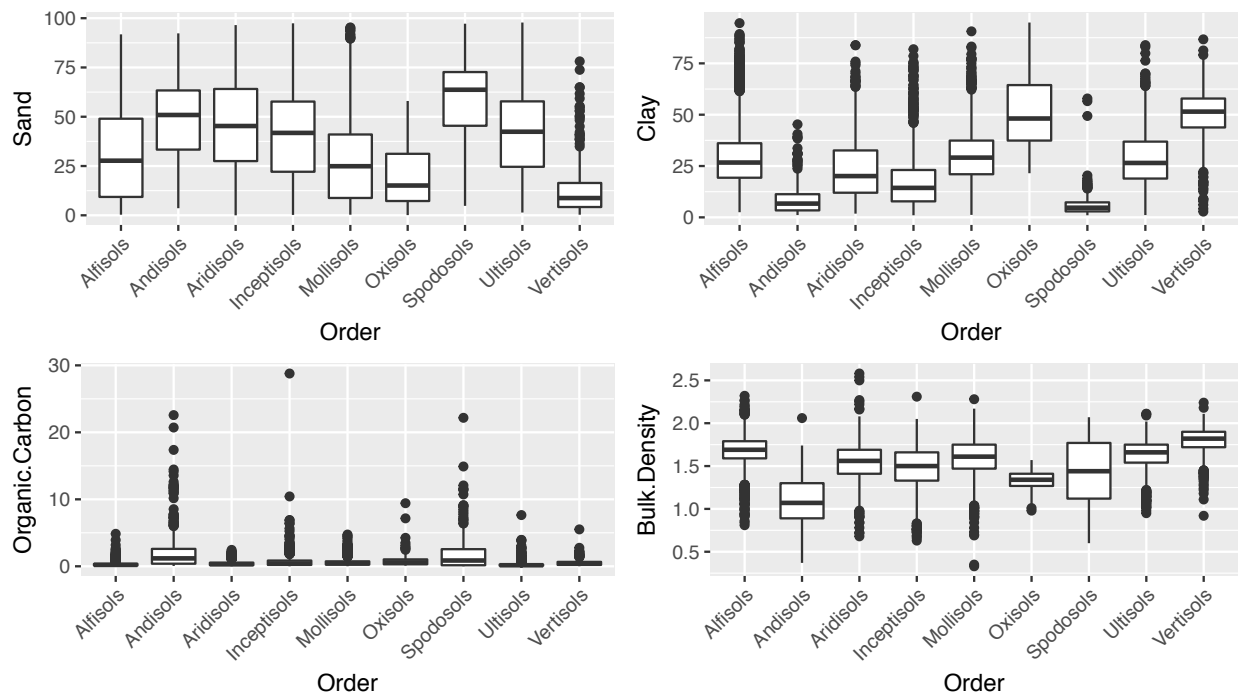 Sand
100
75
50
25
0
Alfisols
Andisols
Aridisols
Inceptisols
Mollisols
Oxisols
Spodosols
Ultisols
Vertisols
Order
Clay
75
50
25
0
Alfisols
Andisols
Aridisols
Inceptisols
Mollisols
Oxisols
Spodosols
Ultisols
Vertisols
Order
Organic.Carbon
30
20
10
0
Alfisols
Andisols
Aridisols
Inceptisols
Mollisols
Oxisols
Spodosols
Ultisols
Vertisols
Order
Bulk.Density
2.5
2.0
1.5
1.0
0.5
Alfisols
Andisols
Aridisols
Inceptisols
Mollisols
Oxisols
Spodosols
Ultisols
Vertisols
Order